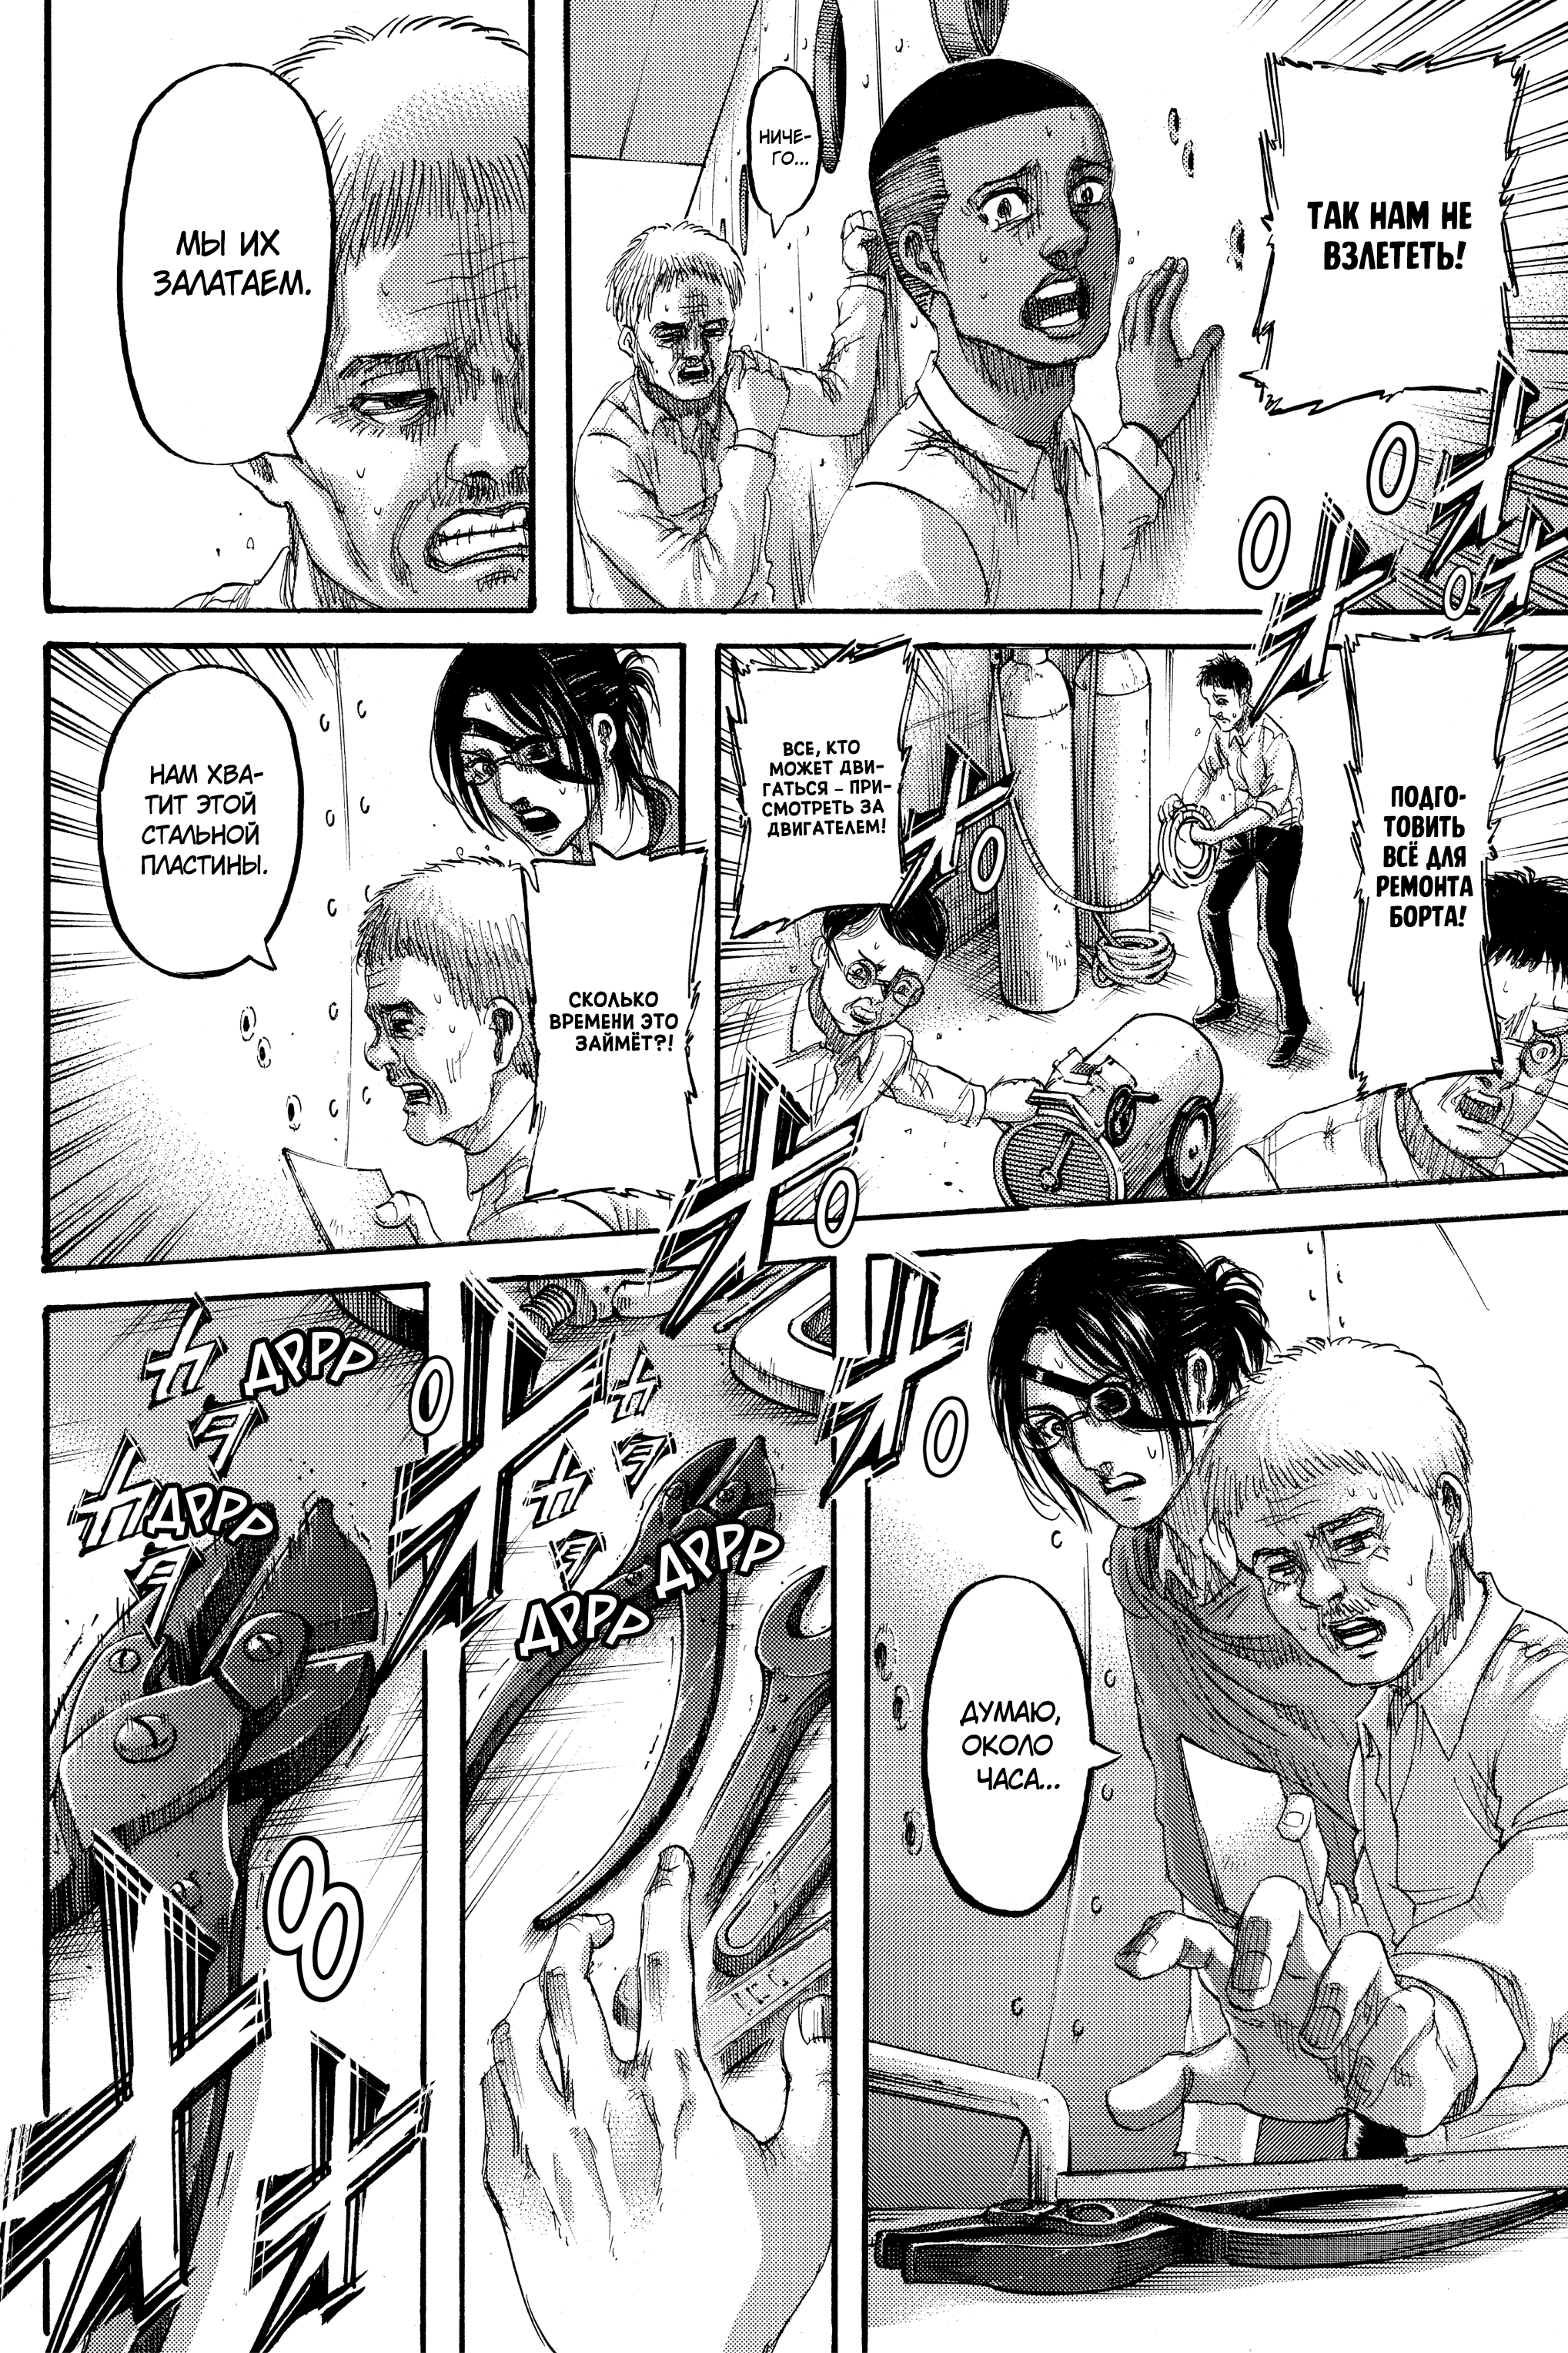 ТАК НАМ НЕ
ВЗЛЕТЕТЬ!
НИЧЕ-
ГО...
МЫ ИХ
ЗАЛАТАЕМ.
ПОДГО-
ТОВИТЬ
ВСЁ ДЛЯ
РЕМОНТА
БОРТА!
ВСЕ, КТО
МОЖЕТ ДВИ-
ГАТЬСЯ – ПРИ-
СМОТРЕТЬ ЗА
ДВИГАТЕЛЕМ!
СКОЛЬКО
ВРЕМЕНИ ЭТО
ЗАЙМЁТ?!
НАМ ХВА-
ТИТ ЭТОЙ
СТАЛЬНОЙ
ПЛАСТИНЫ.
ДУМАЮ,
ОКОЛО
ЧАСА...
ДРРР
ДРРР
ДРРР
ДРРР